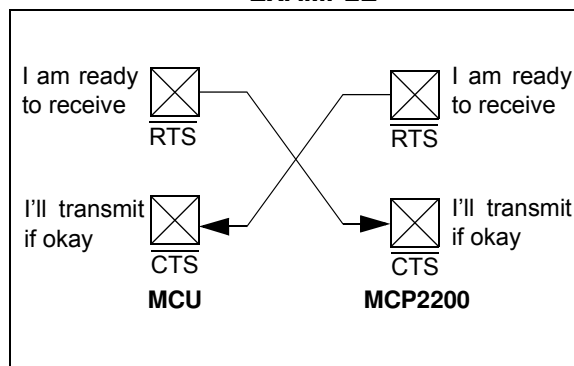 I am ready
to receive
RTS
I am ready
to receive
RTS
I'll transmit
if okay
CTS
I'll transmit
if okay
CTS
MCU
MCP2200